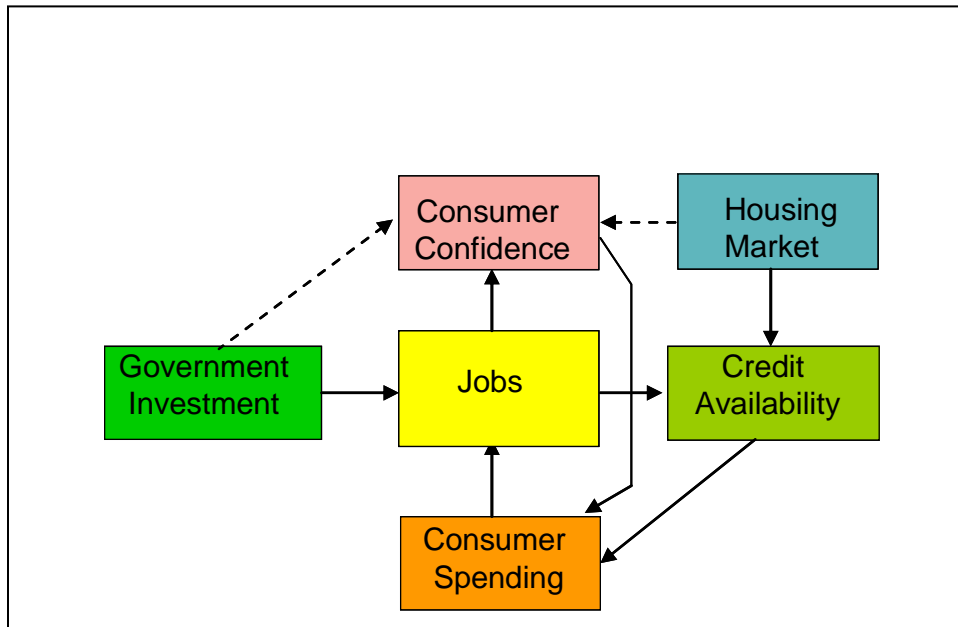 Consumer
Confidence
Housing
Market
Government
Investment
Jobs
Credit
Availability
Consumer
Spending